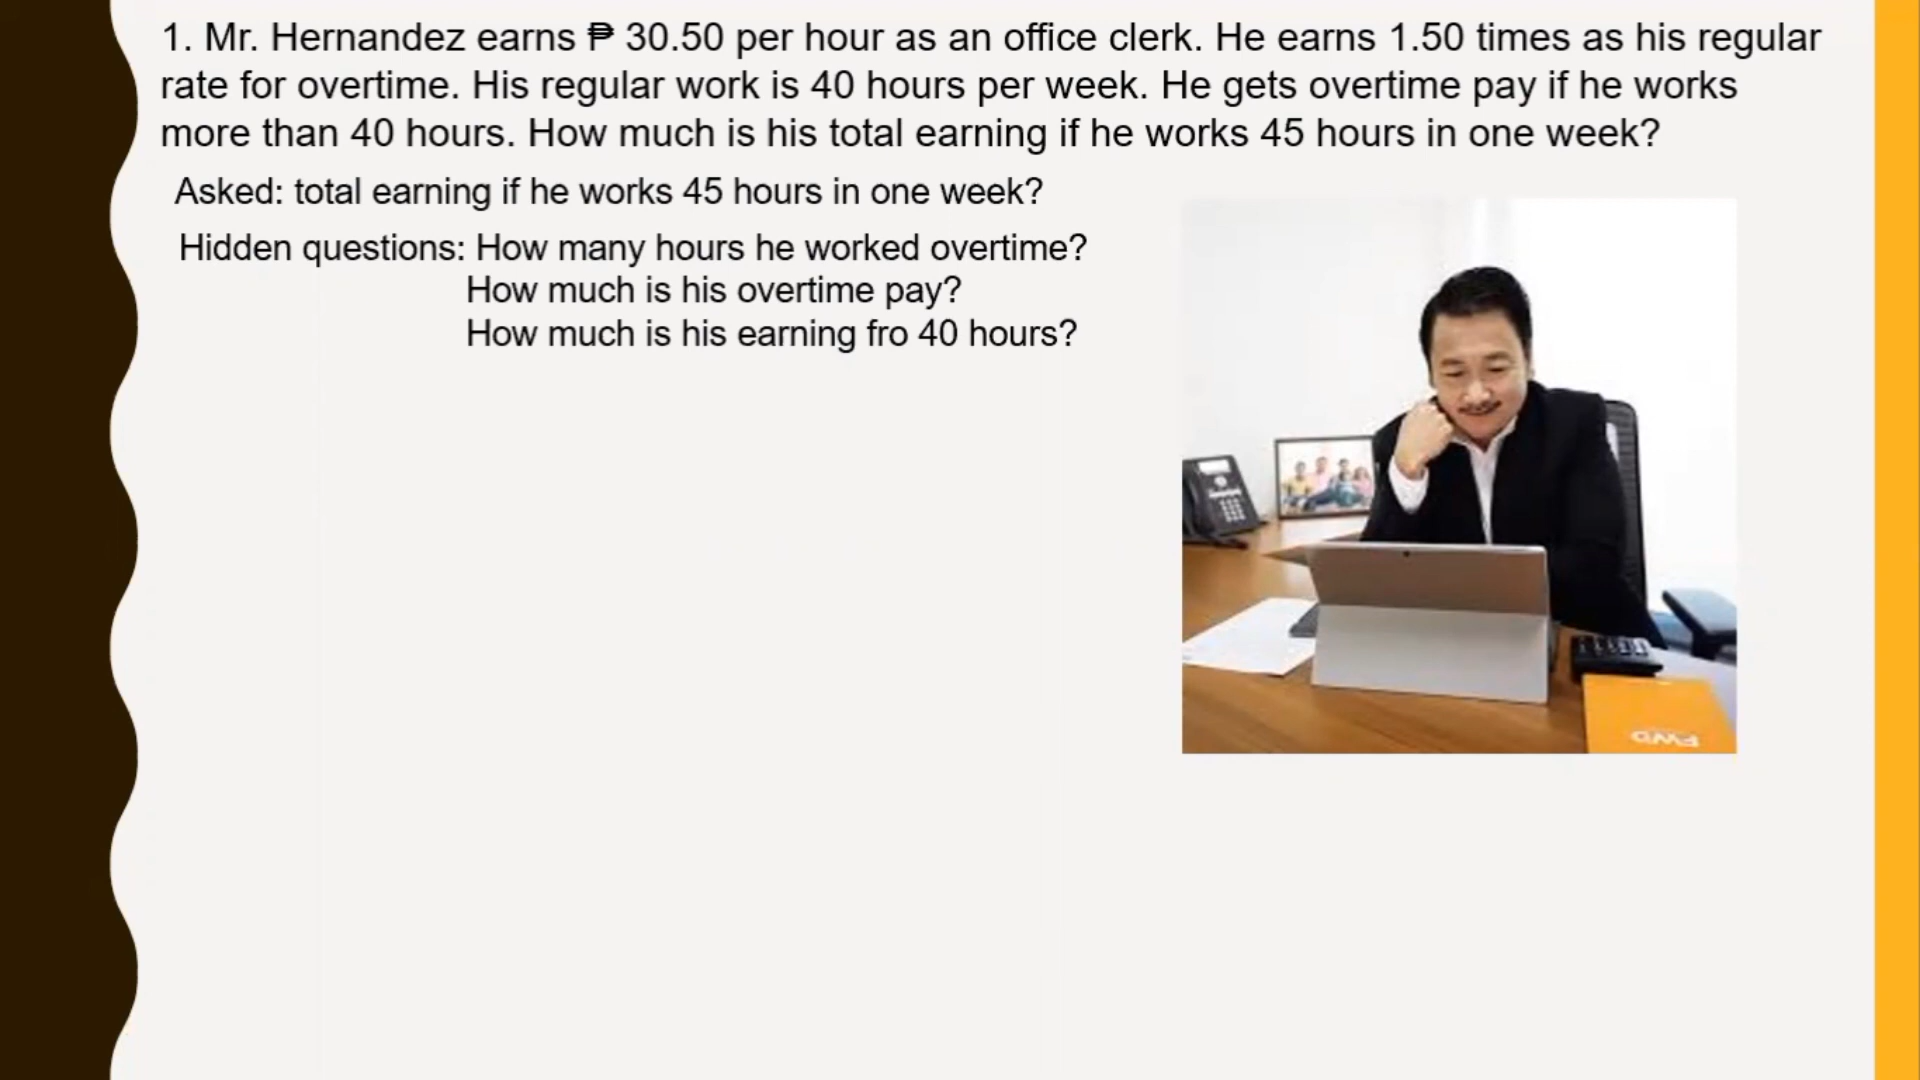 1. Mr. Hernandez earns ₱ 30.50 per hour as an office clerk. He earns 1.50 times as his regular
rate for overtime. His regular work is 40 hours per week. He gets overtime pay if he works
more than 40 hours. How much is his total earning if he works 45 hours in one week?
Asked: total earning if he works 45 hours in one week?
Hidden questions: How many hours he worked overtime?
How much is his overtime pay?
How much is his earning fro 40 hours?
FWD